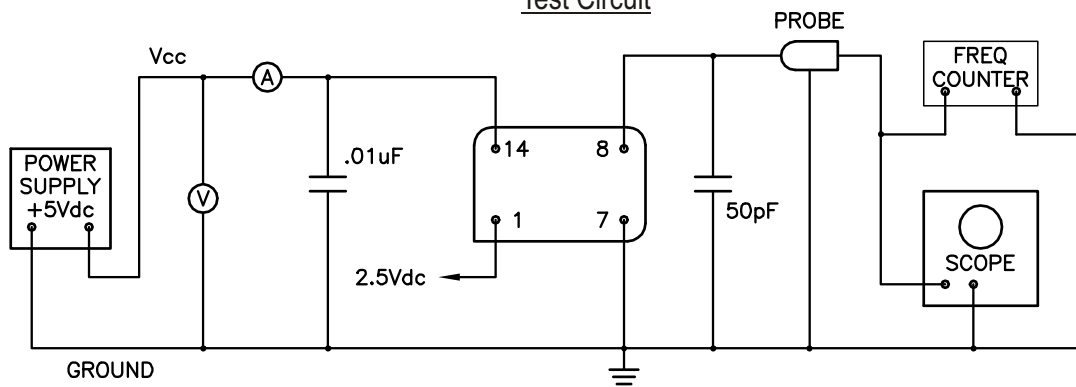 Test Circuit
PROBE
Vcc
A
FREQ
COUNTER
POWER
SUPPLY
+5Vdc
V
.01uF
14
8
1
7
50pF
2.5Vdc
SCOPE
GROUND